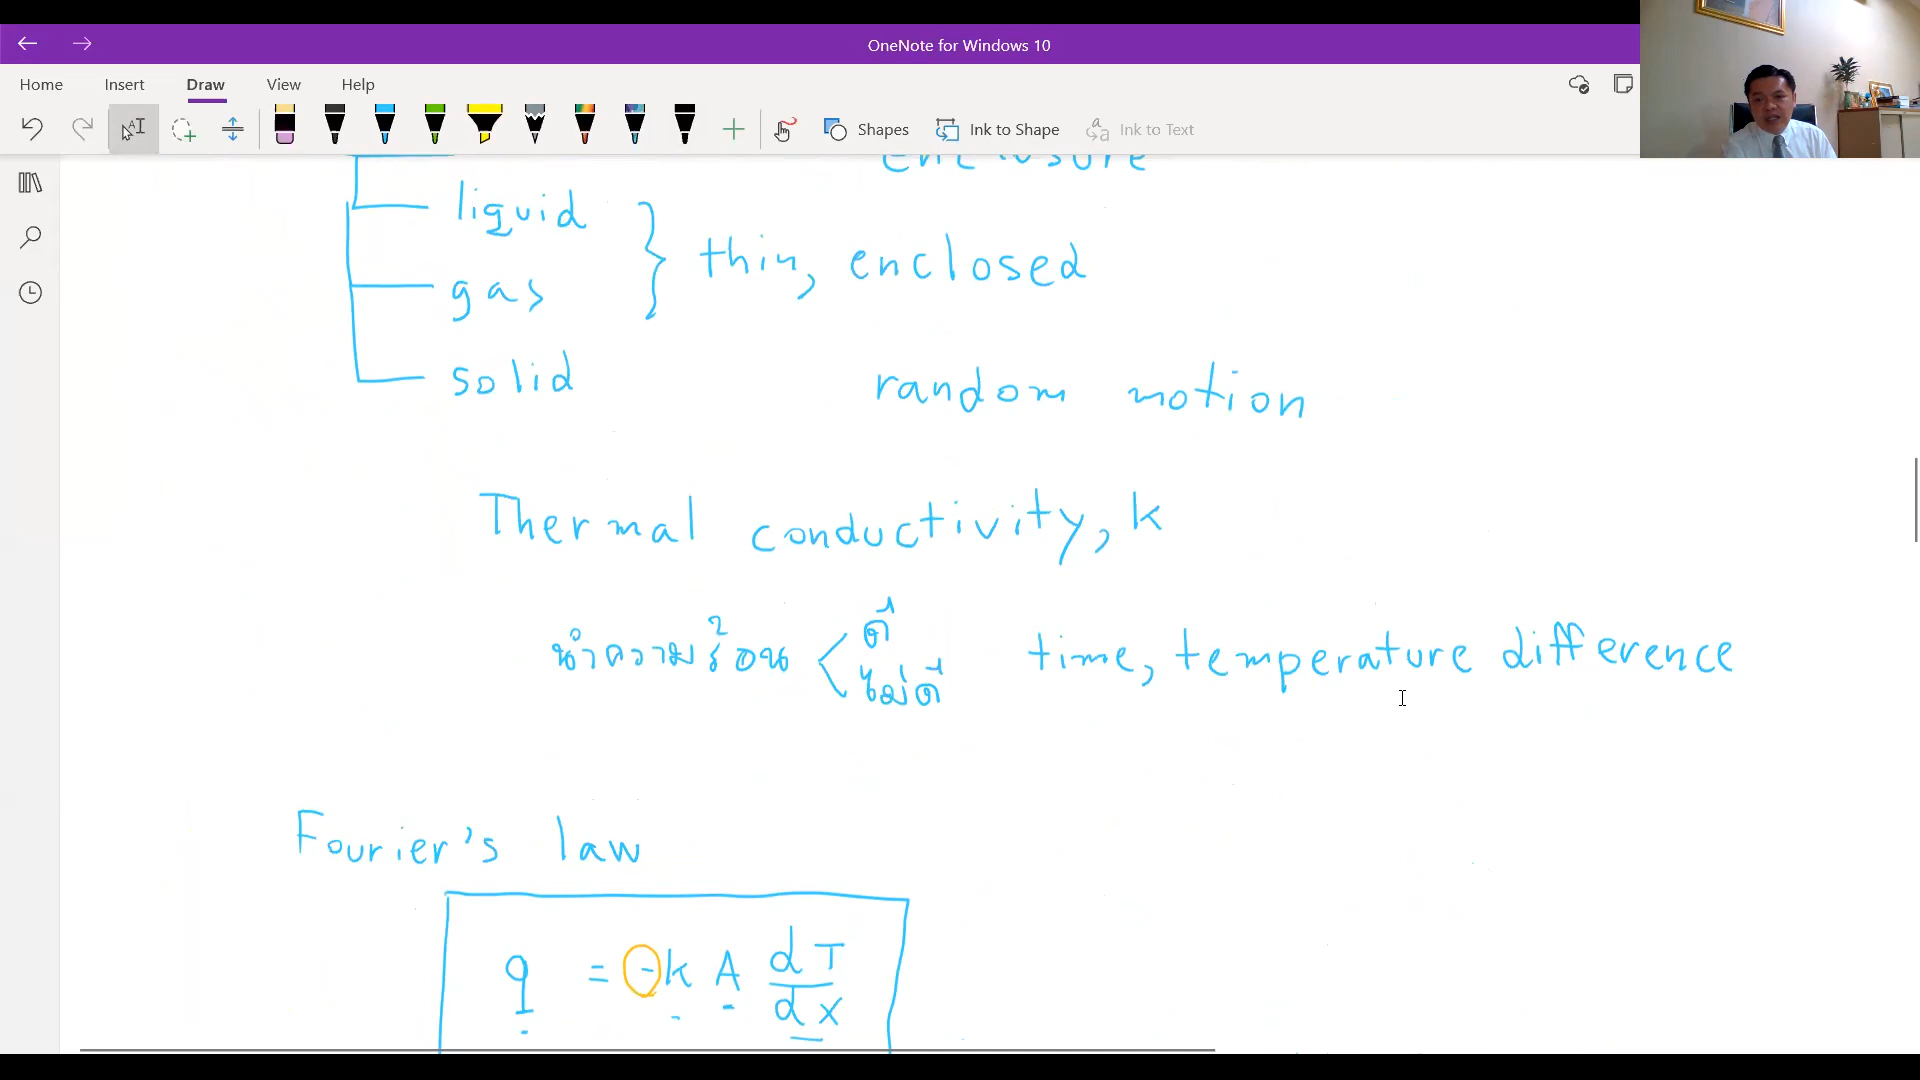 OneNote for Windows 10
Home Insert Draw View Help
Shapes Ink to Shape Ink to Text
enclosure
liquid
gas
thin, enclosed
solid
random motion
Thermal conductivity, k
นำความร้อน ดี ไม่ดี time, temperature difference
Fourier's law
q = -k A dT/dx